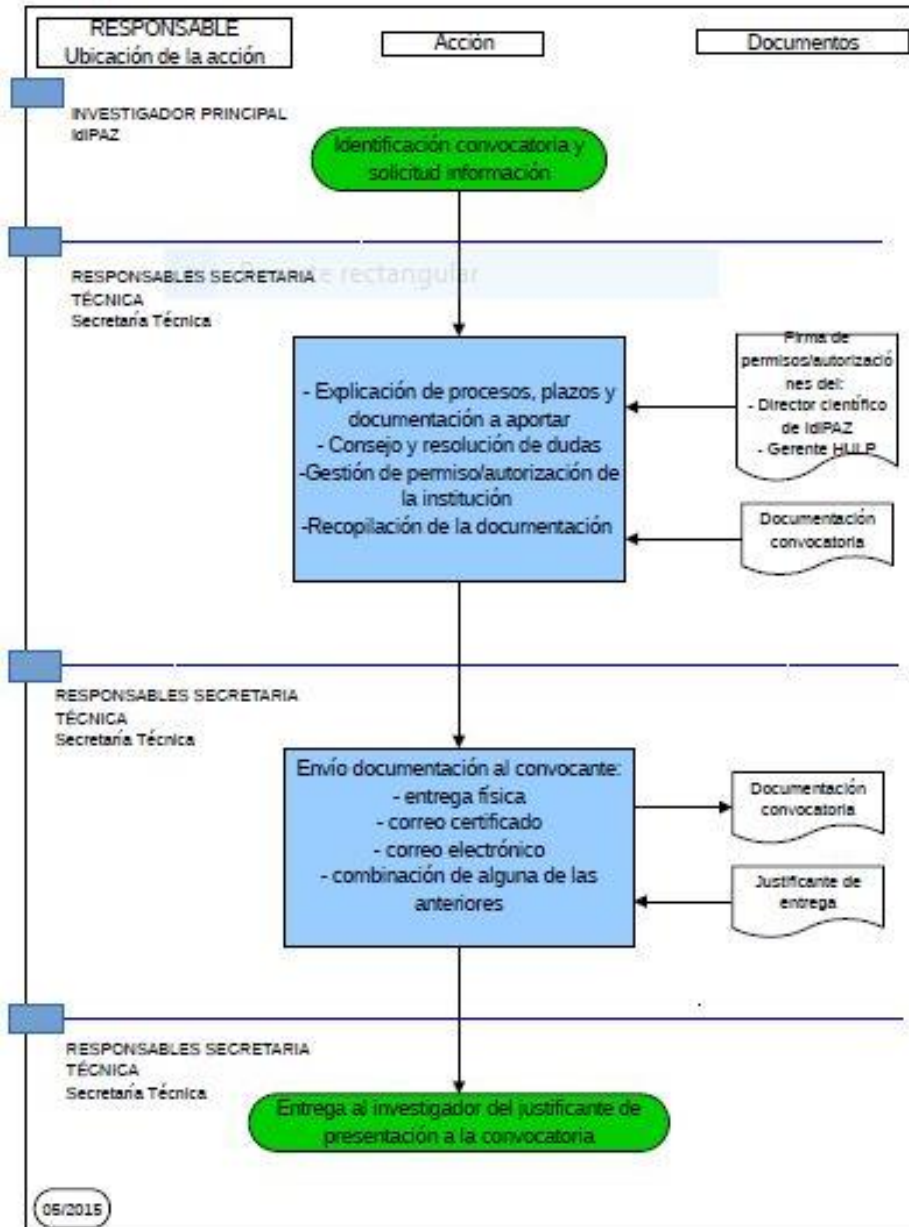 RESPONSABLE
Ubicación de la acción
Acción
Documentos
INVESTIGADOR PRINCIPAL
IdIPAZ
Identificación convocatoria y
solicitud información
RESPONSABLES SECRETARIA
TÉCNICA
Secretaría Técnica
rectangular
- Explicación de procesos, plazos y
documentación a aportar
- Consejo y resolución de dudas
-Gestión de permiso/autorización de
la institución
-Recopilación de la documentación
Firma de
permisos/autorizacio
nes del:
- Director científico
de IdIPAZ
- Gerente HULP
Documentación
convocatoria
RESPONSABLES SECRETARIA
TÉCNICA
Secretaría Técnica
Envío documentación al convocante:
- entrega física
- correo certificado
- correo electrónico
- combinación de alguna de las
anteriores
Documentación
convocatoria
Justificante de
entrega
RESPONSABLES SECRETARIA
TÉCNICA
Secretaría Técnica
Entrega al investigador del justificante de
presentación a la convocatoria
05/2015